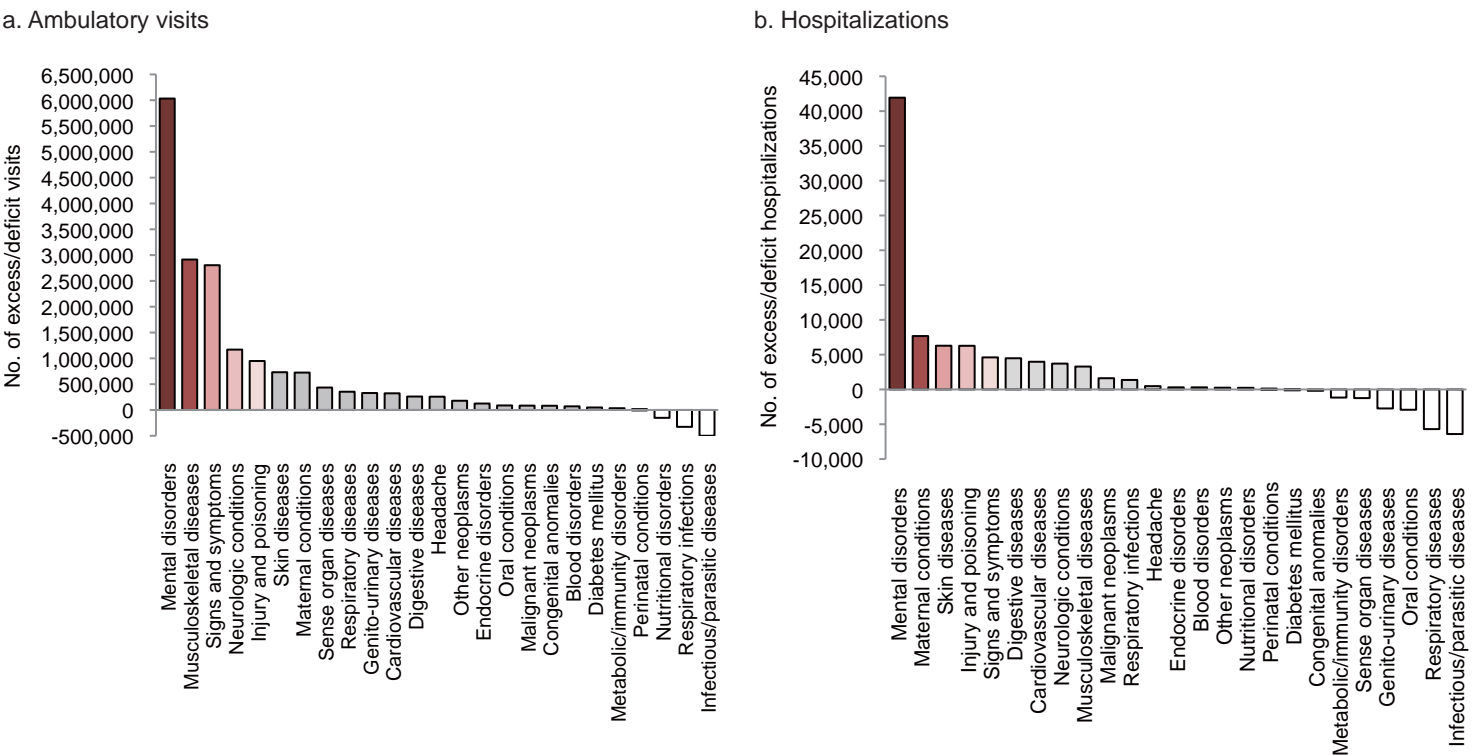 a. Ambulatory visits
No. of excess/deficit visits
6,500,000
6,000,000
5,500,000
5,000,000
4,500,000
4,000,000
3,500,000
3,000,000
2,500,000
2,000,000
1,500,000
1,000,000
500,000
0
-500,000
Mental disorders
Musculoskeletal diseases
Signs and symptoms
Neurologic conditions
Injury and poisoning
Skin diseases
Maternal conditions
Sense organ diseases
Respiratory diseases
Genito-urinary diseases
Cardiovascular diseases
Digestive diseases
Headache
Other neoplasms
Endocrine disorders
Oral conditions
Malignant neoplasms
Congenital anomalies
Blood disorders
Diabetes mellitus
Metabolic/immunity disorders
Perinatal conditions
Nutritional disorders
Respiratory infections
Infectious/parasitic diseases
b. Hospitalizations
No. of excess/deficit hospitalizations
45,000
40,000
35,000
30,000
25,000
20,000
15,000
10,000
5,000
0
-5,000
-10,000
Mental disorders
Maternal conditions
Skin diseases
Injury and poisoning
Signs and symptoms
Digestive diseases
Cardiovascular diseases
Neurologic conditions
Musculoskeletal diseases
Malignant neoplasms
Respiratory infections
Headache
Endocrine disorders
Blood disorders
Other neoplasms
Nutritional disorders
Perinatal conditions
Diabetes mellitus
Congenital anomalies
Metabolic/immunity disorders
Sense organ diseases
Genito-urinary diseases
Oral conditions
Respiratory diseases
Infectious/parasitic diseases